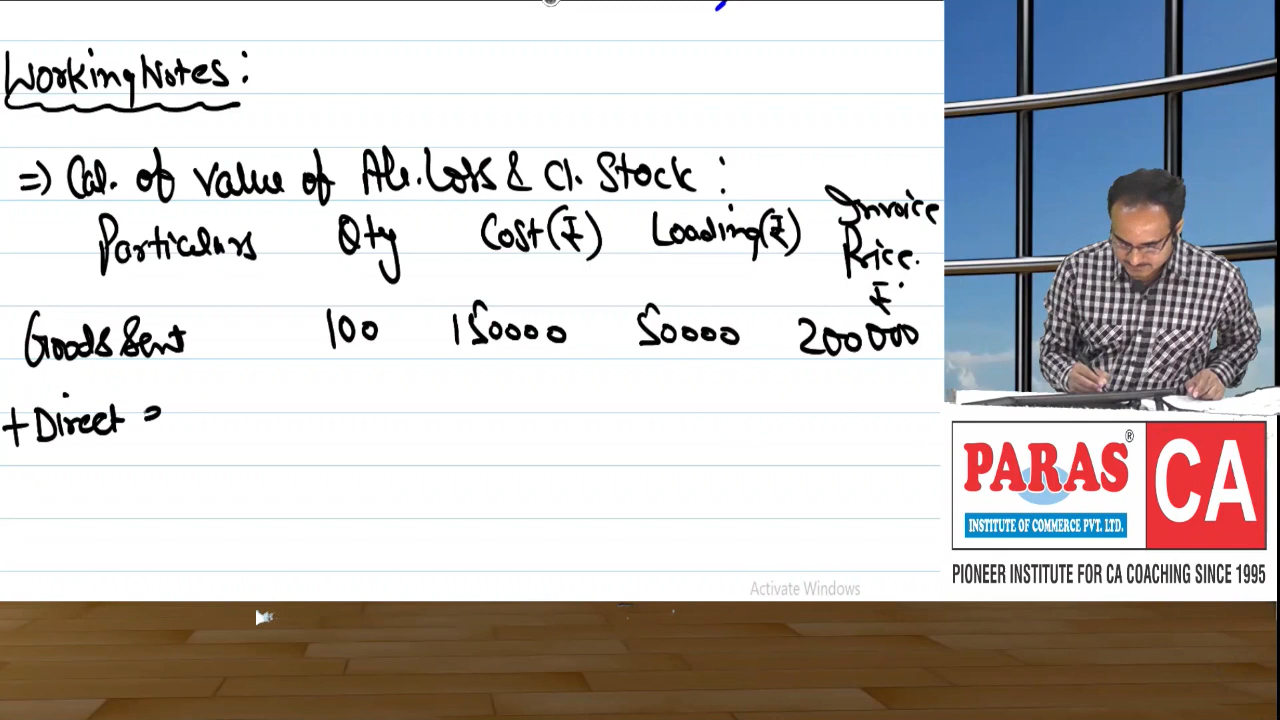 Working Notes:
=> Cal. of value of Ab. Loss & Cl. Stock:
Particulars Qty Cost(₹) Loading(₹) Invoice Price. ₹.
Goods Sent 100 150000 50000 200000
+ Direct
Activate Windows
PARAS ® CA
INSTITUTE OF COMMERCE PVT. LTD.
PIONEER INSTITUTE FOR CA COACHING SINCE 1995